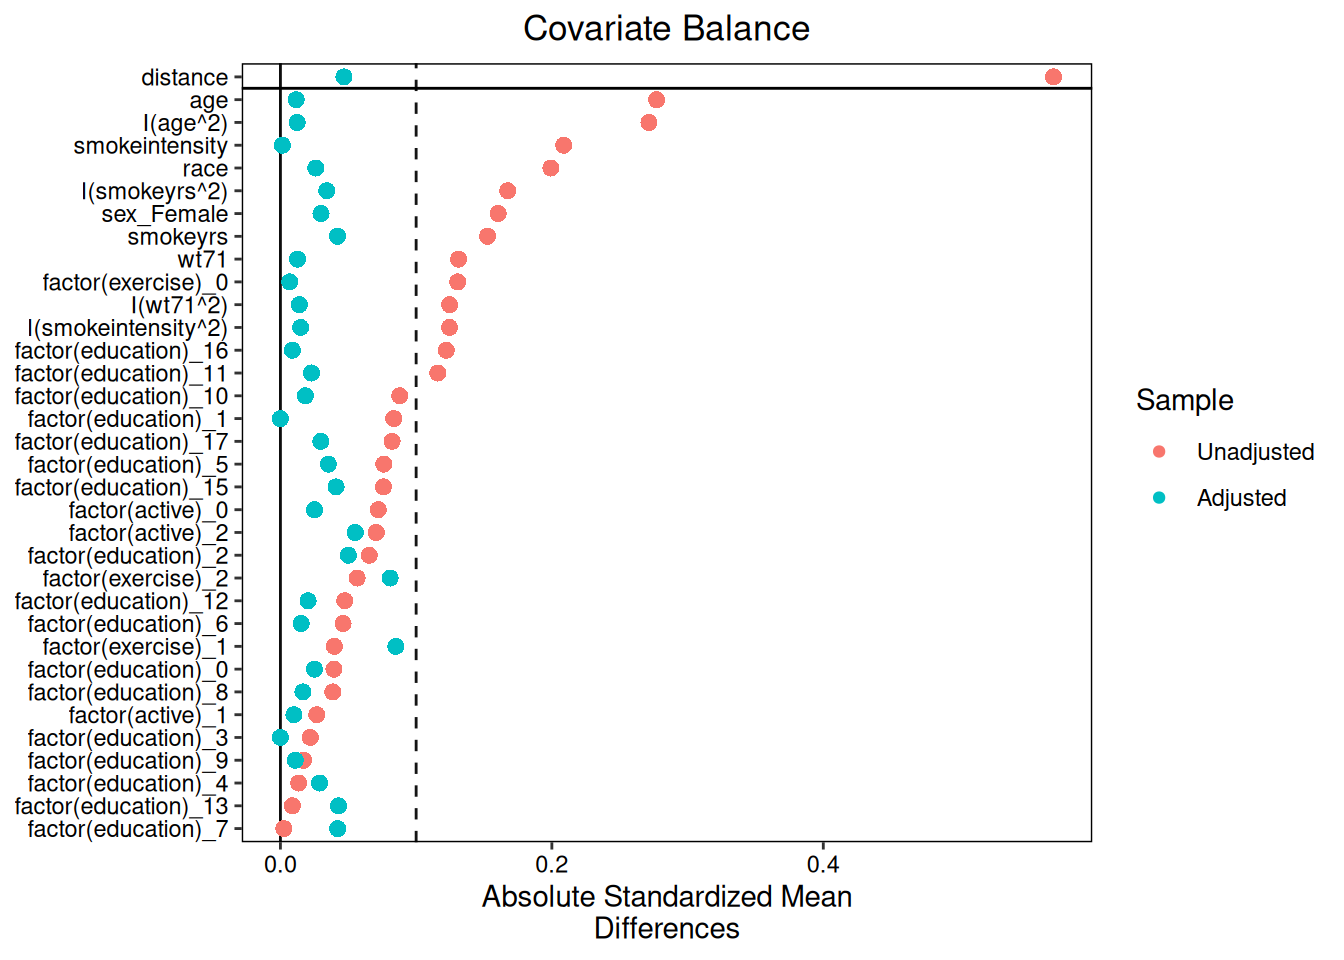 Covariate Balance
distance
age
I(age^2)
smokeintensity
race
I(smokeyrs^2)
sex_Female
smokeyrs
wt71
factor(exercise)_0
I(wt71^2)
I(smokeintensity^2)
factor(education)_16
factor(education)_11
factor(education)_10
factor(education)_1
factor(education)_17
factor(education)_5
factor(education)_15
factor(active)_0
factor(active)_2
factor(education)_2
factor(exercise)_2
factor(education)_12
factor(education)_6
factor(exercise)_1
factor(education)_0
factor(education)_8
factor(active)_1
factor(education)_3
factor(education)_9
factor(education)_4
factor(education)_13
factor(education)_7
0.0 0.2 0.4
Absolute Standardized Mean
Differences
Sample
Unadjusted
Adjusted